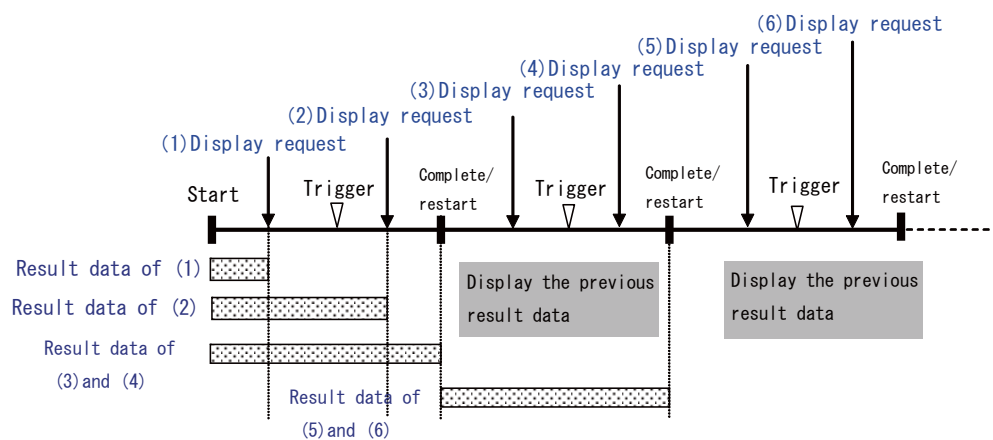 (6)Display request
(5)Display request
(4)Display request
(3)Display request
(2)Display request
(1)Display request
Start
Trigger
Complete/
restart
Trigger
Complete/
restart
Trigger
Complete/
restart
Result data of (1)
Result data of (2)
Result data of
(3)and (4)
Result data of
(5)and (6)
Display the previous
result data
Display the previous
result data